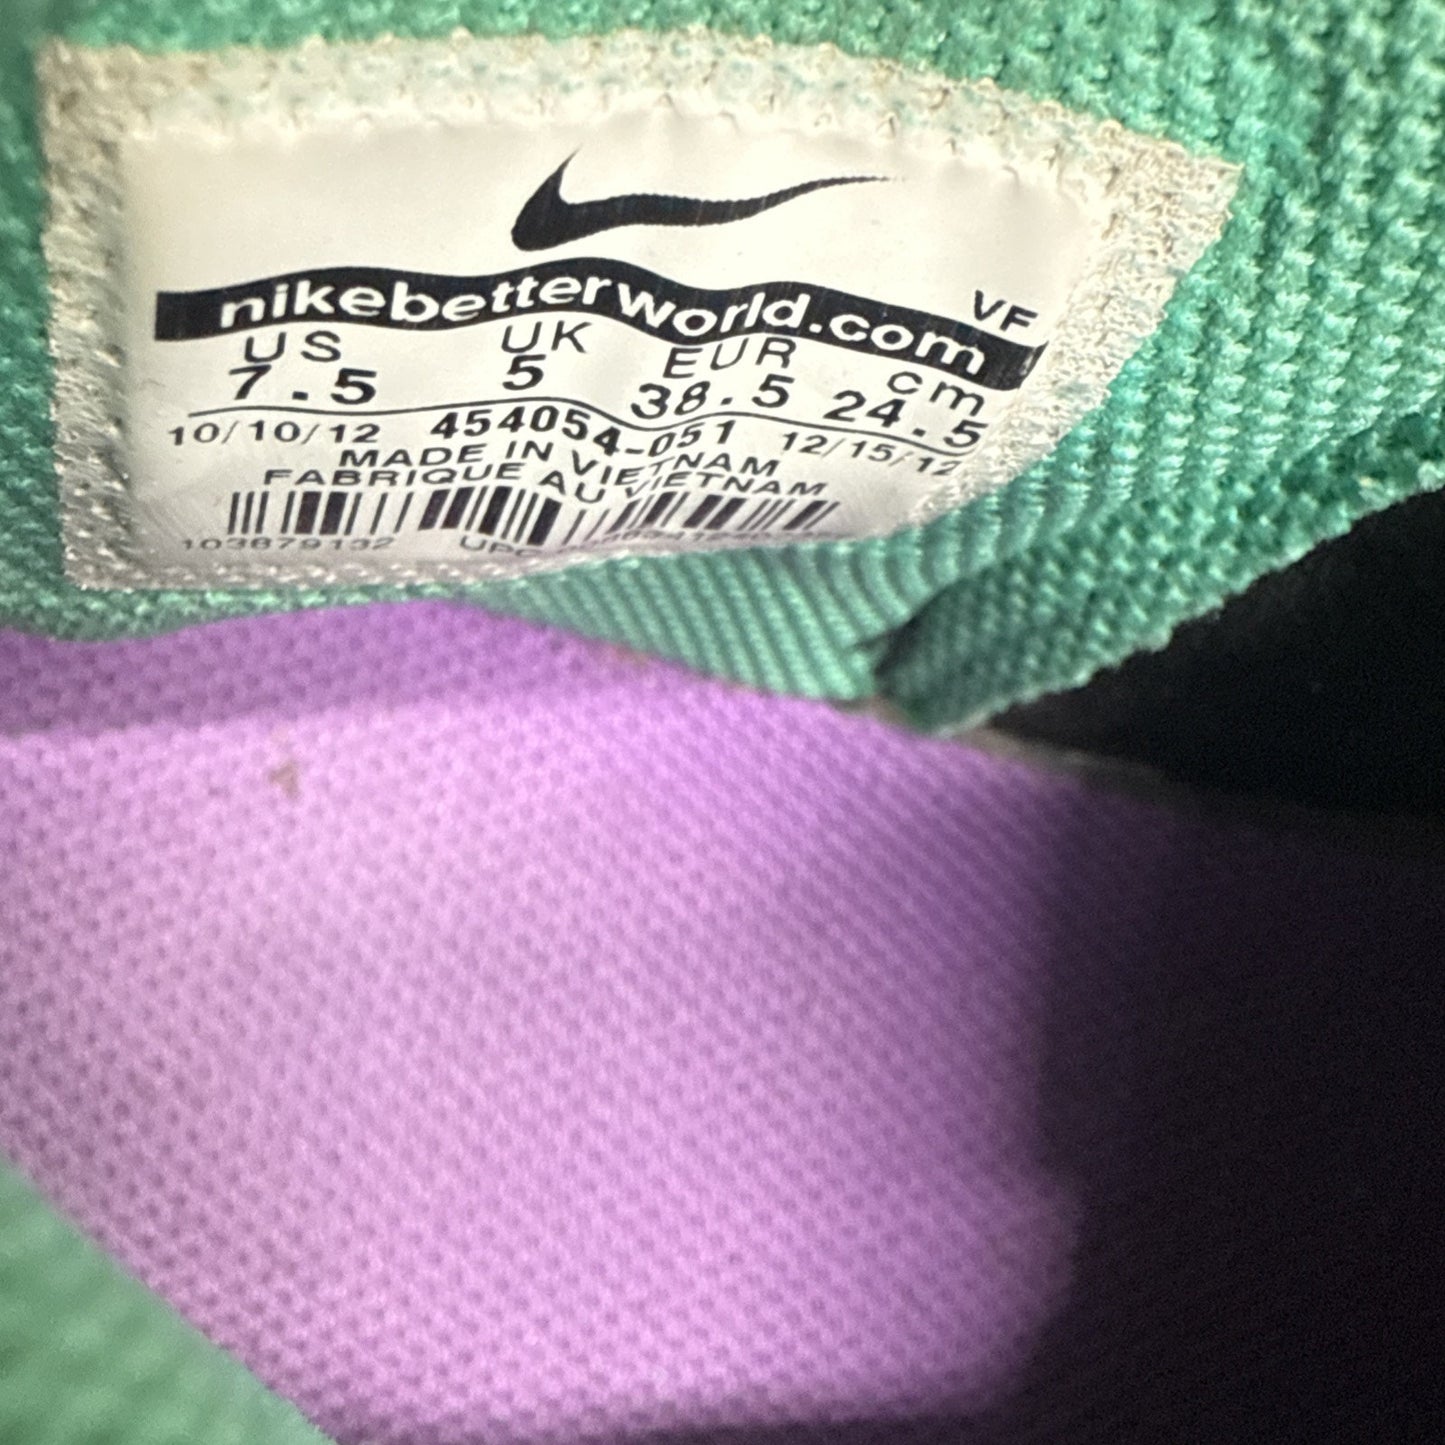 nikebetterworld.com
VF
US UK EUR cm
7.5 5 38.5 24.5
10/10/12 454054-051 12/15/12
MADE IN VIETNAM
FABRIQUE AU VIETNAM
103879132 UPC